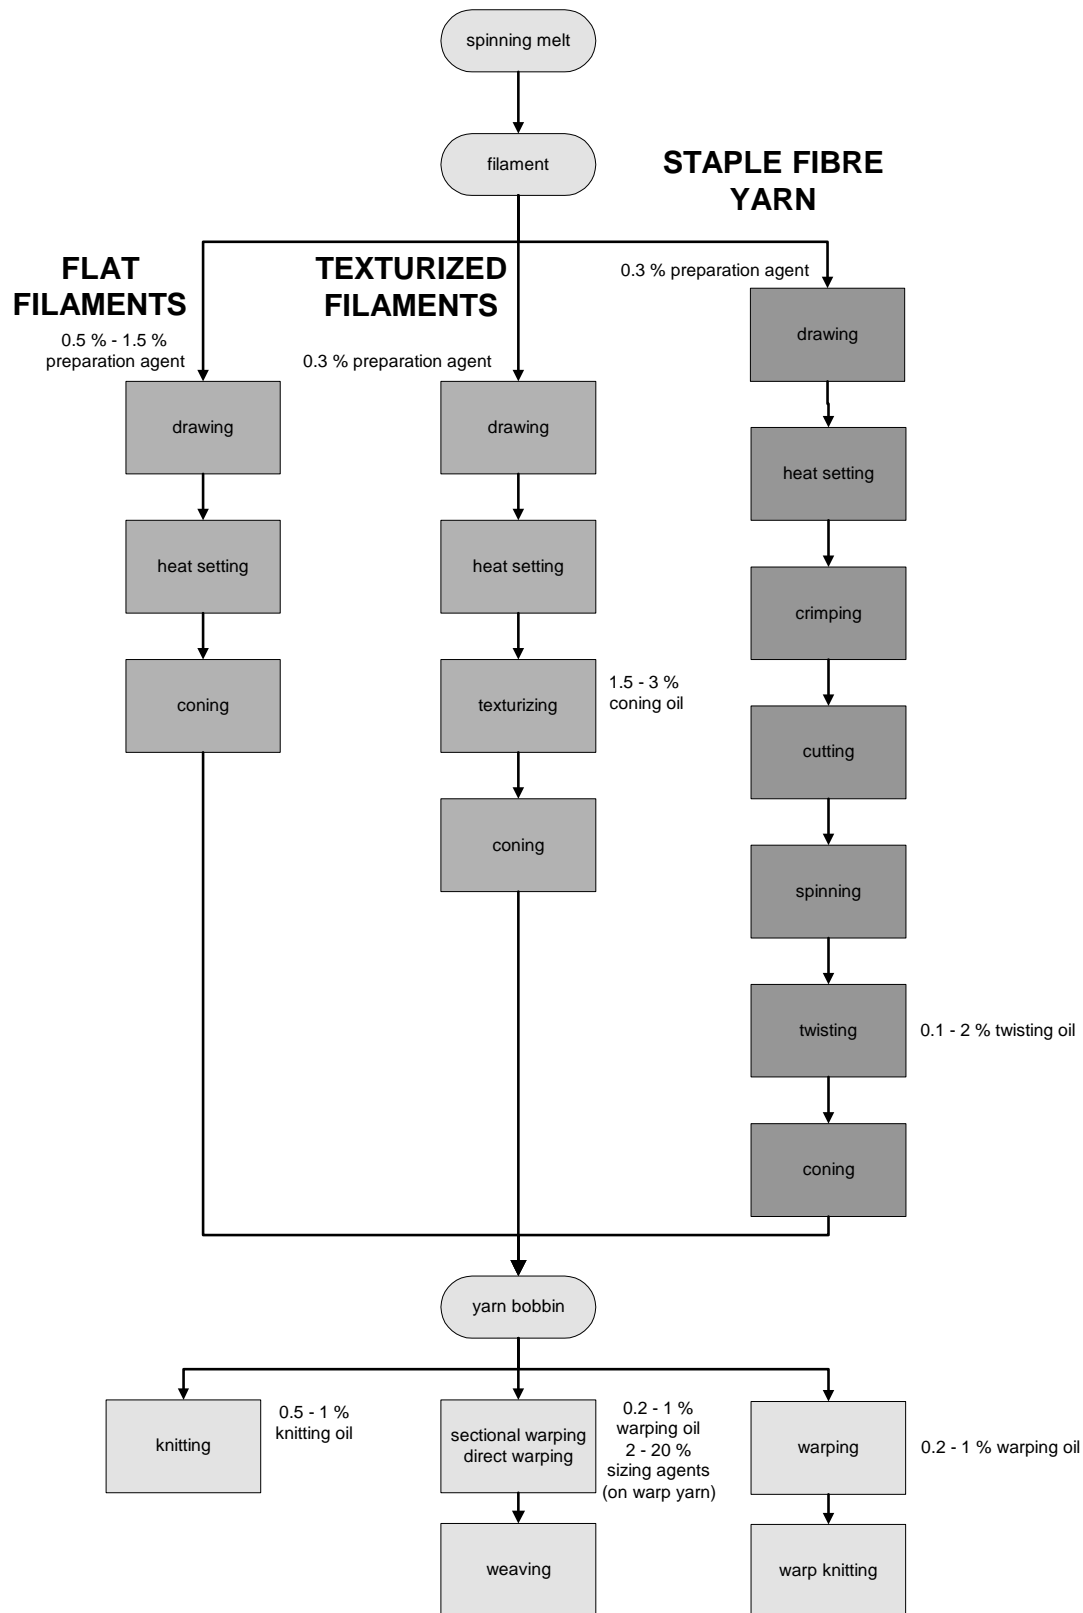 spinning melt
filament
STAPLE FIBRE
YARN
FLAT
FILAMENTS
0.5 % - 1.5 %
preparation agent
TEXTURIZED
FILAMENTS
0.3 % preparation agent
0.3 % preparation agent
drawing
heat setting
coning
drawing
heat setting
texturizing
1.5 - 3 %
coning oil
coning
drawing
heat setting
crimping
cutting
spinning
twisting
0.1 - 2 % twisting oil
coning
yarn bobbin
knitting
0.5 - 1 %
knitting oil
sectional warping
direct warping
0.2 - 1 %
warping oil
2 - 20 %
sizing agents
(on warp yarn)
weaving
warping
0.2 - 1 % warping oil
warp knitting